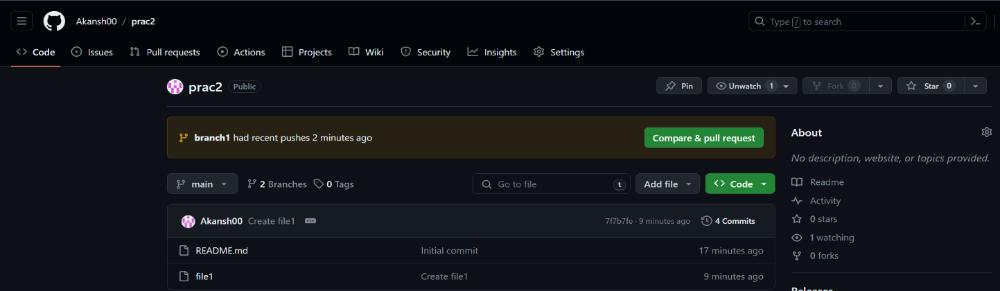 Akansh00 / prac2
Type / to search
Code Issues Pull requests Actions Projects Wiki Security Insights Settings
prac2 Public
Pin Unwatch 1 Fork 0 Star 0
branch1 had recent pushes 2 minutes ago
Compare & pull request
main 2 Branches 0 Tags
Go to file t Add file Code
Akansh00 Create file1 7f7b7fe · 9 minutes ago 4 Commits
README.md Initial commit 17 minutes ago
file1 Create file1 9 minutes ago
About
No description, website, or topics provided.
Readme
Activity
0 stars
1 watching
0 forks
Releases